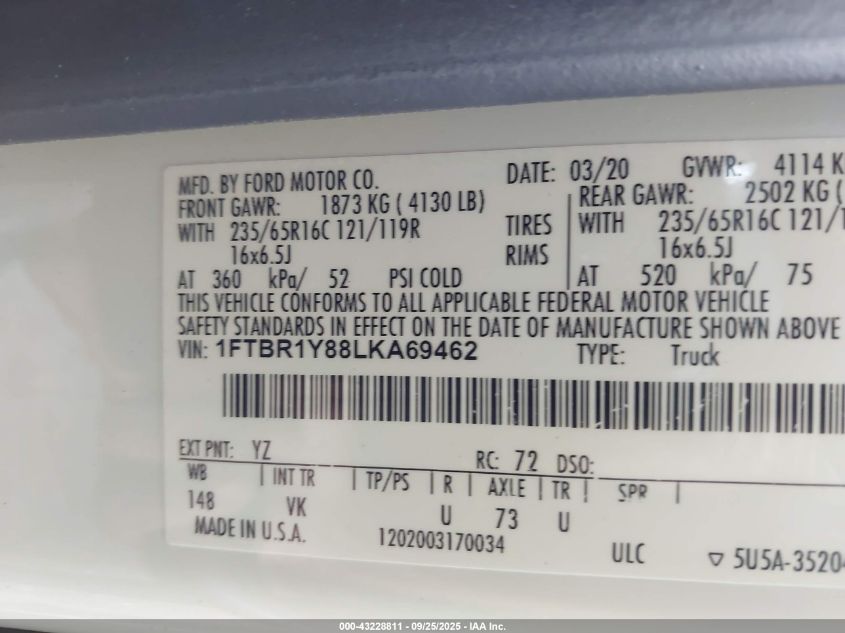 MFD. BY FORD MOTOR CO. DATE: 03/20 GVWR: 4114 K
FRONT GAWR: 1873 KG ( 4130 LB) REAR GAWR: 2502 KG (
WITH 235/65R16C 121/119R TIRES WITH 235/65R16C 121/1
16x6.5J RIMS 16x6.5J
AT 360 kPa/ 52 PSI COLD AT 520 kPa/ 75
THIS VEHICLE CONFORMS TO ALL APPLICABLE FEDERAL MOTOR VEHICLE
SAFETY STANDARDS IN EFFECT ON THE DATE OF MANUFACTURE SHOWN ABOVE
VIN: 1FTBR1Y88LKA69462 TYPE: Truck
EXT PNT: YZ RC: 72 DSO:
WB | INT TR | TP/PS | R | AXLE | TR | SPR |
148 VK U 73 U
MADE IN U.S.A. 1202003170034 ULC ▽ 5U5A-35204
000-43228811 - 09/25/2025 - IAA Inc.